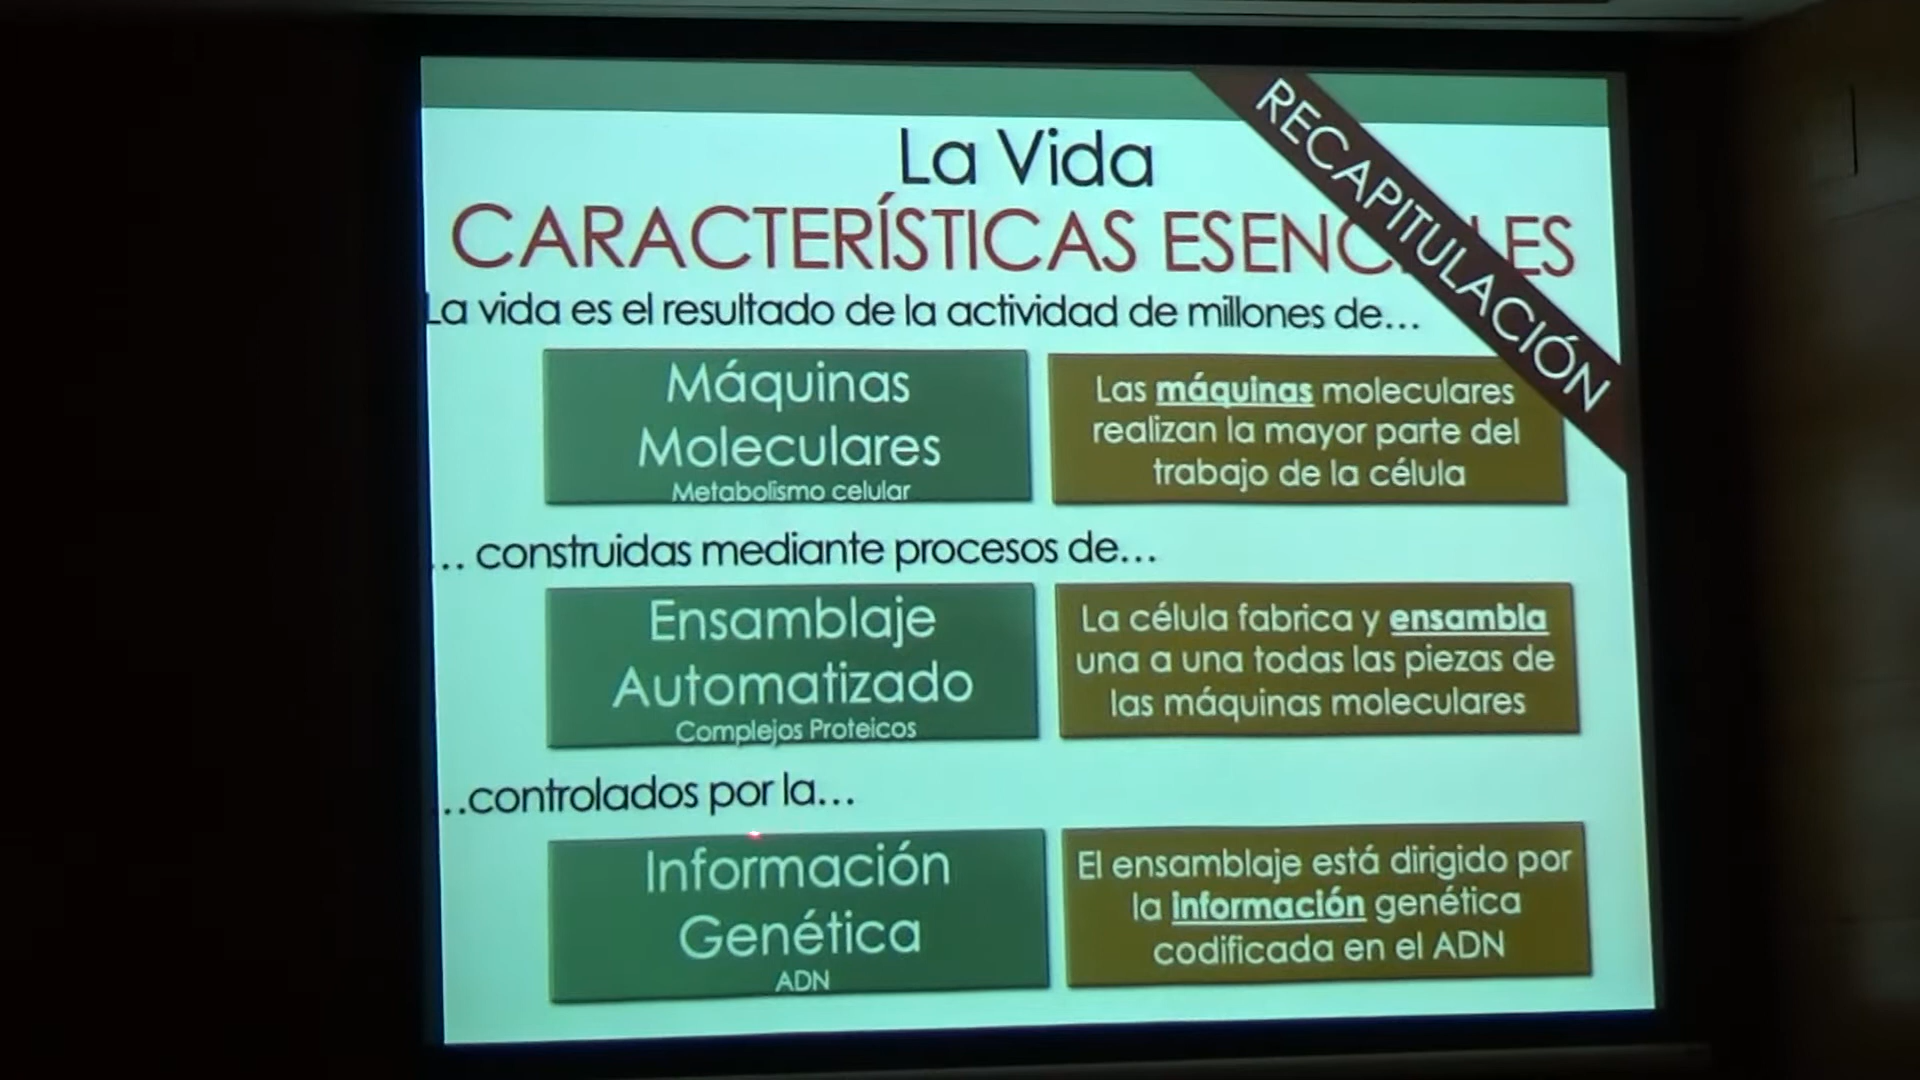 La Vida
CARACTERÍSTICAS ESENC LES
RECAPITULACIÓN
La vida es el resultado de la actividad de millones de...
Máquinas
Moleculares
Metabolismo celular
Las máquinas moleculares
realizan la mayor parte del
trabajo de la célula
... construidas mediante procesos de...
Ensamblaje
Automatizado
Complejos Proteicos
La célula fabrica y ensambla
una a una todas las piezas de
las máquinas moleculares
...controlados por la...
Información
Genética
ADN
El ensamblaje está dirigido por
la información genética
codificada en el ADN